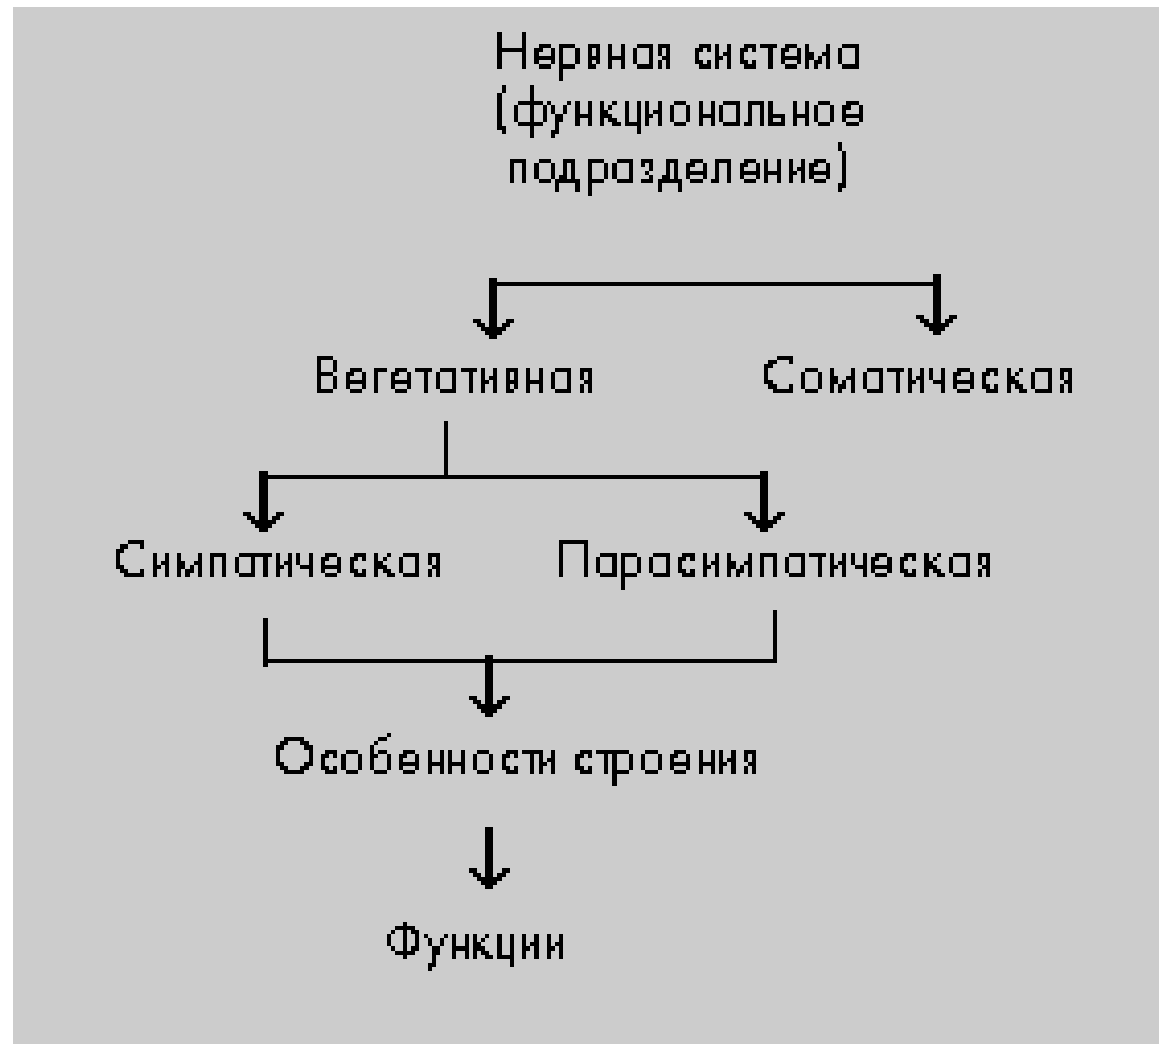 Нервная система
(функциональное
подразделение)
Вегетативная Соматическая
Симпатическая Парасимпатическая
Особенности строения
Функции